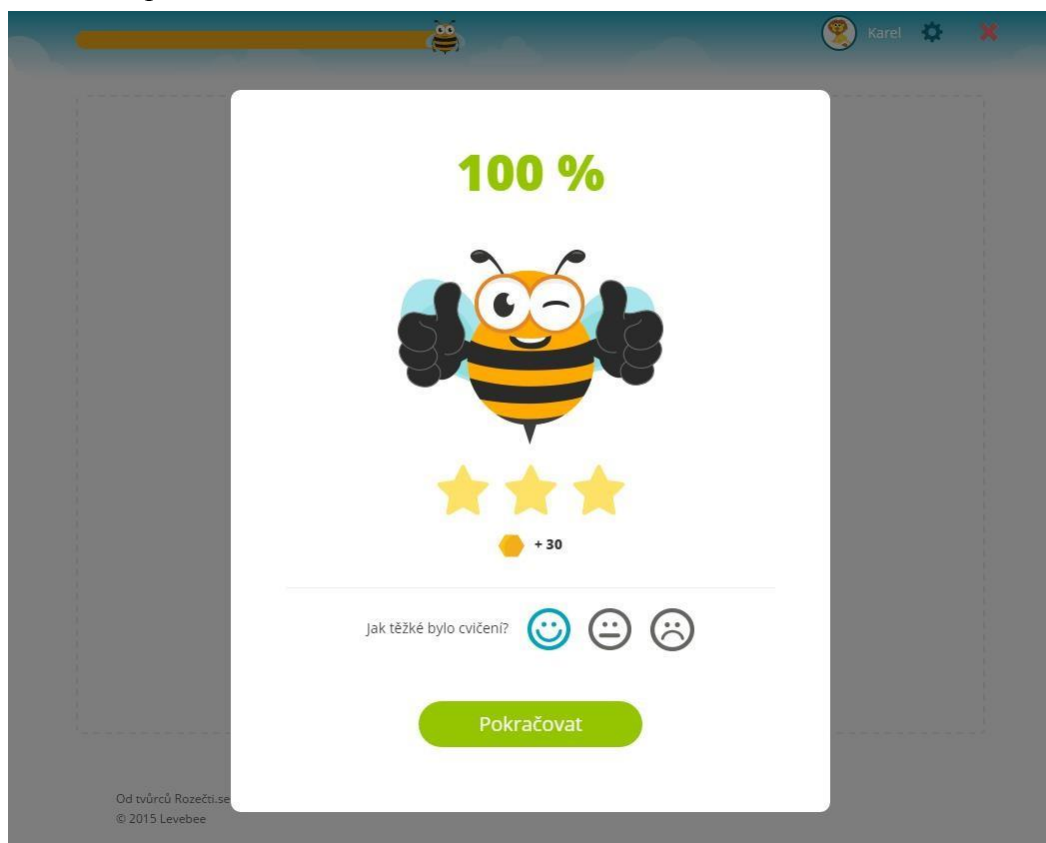 Karel
100 %
+ 30
Jak těžké bylo cvičení?
Pokračovat
Od tvůrců Rozečti.se
© 2015 Levebee